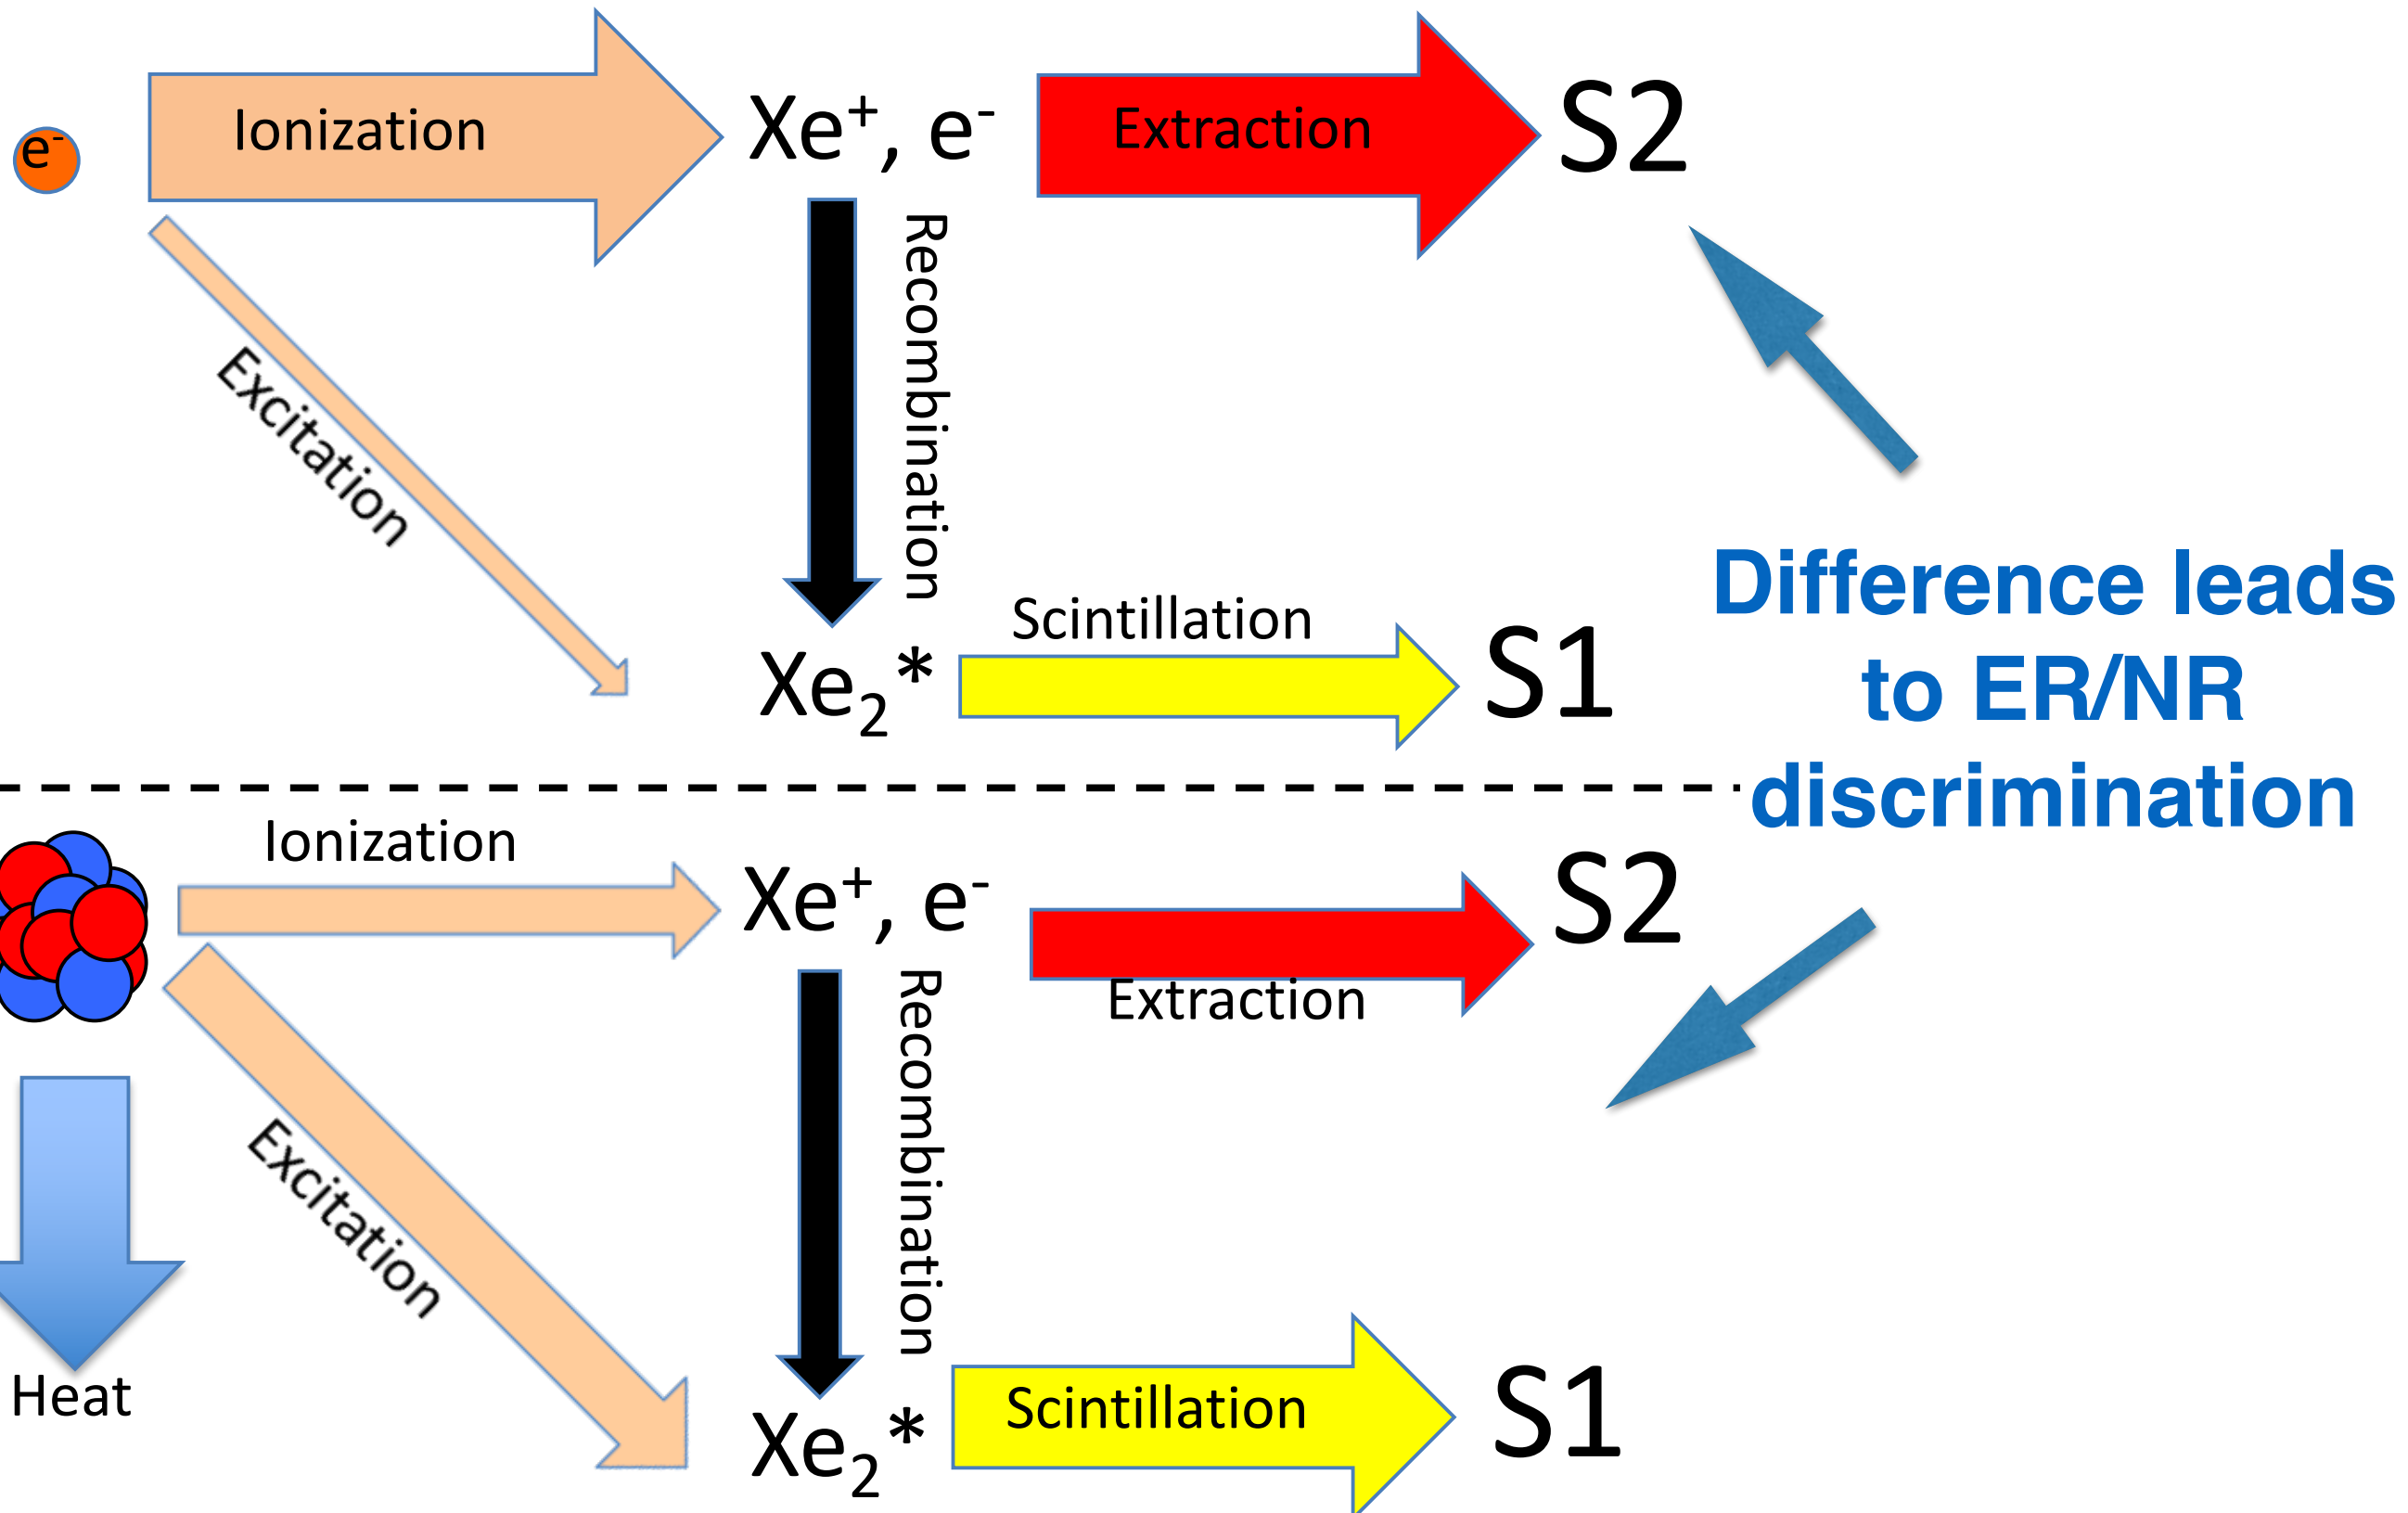 e-
Ionization
Xe+, e-
Extraction
S2
Excitation
Recombination
Scintillation
Xe2*
S1
Difference leads
to ER/NR
discrimination
Ionization
Xe+, e-
S2
Extraction
Excitation
Recombination
Heat
Xe2*
Scintillation
S1